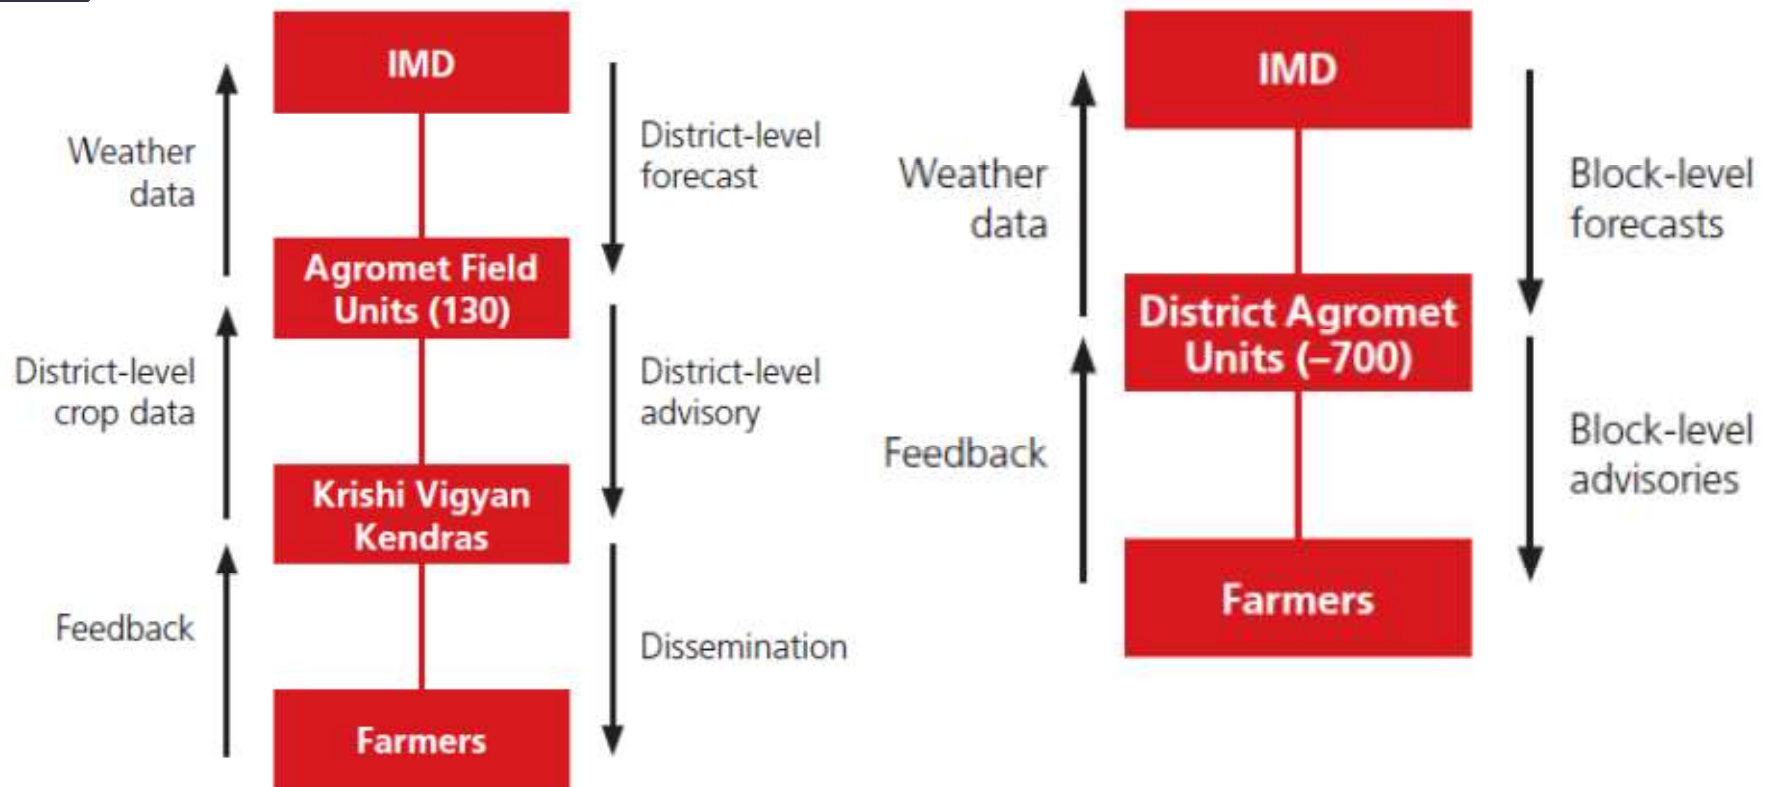 IMD
Weather
data
District-level
forecast
Agromet Field
Units (130)
District-level
crop data
District-level
advisory
Krishi Vigyan
Kendras
Feedback
Dissemination
Farmers
IMD
Weather
data
Block-level
forecasts
District Agromet
Units (–700)
Feedback
Block-level
advisories
Farmers